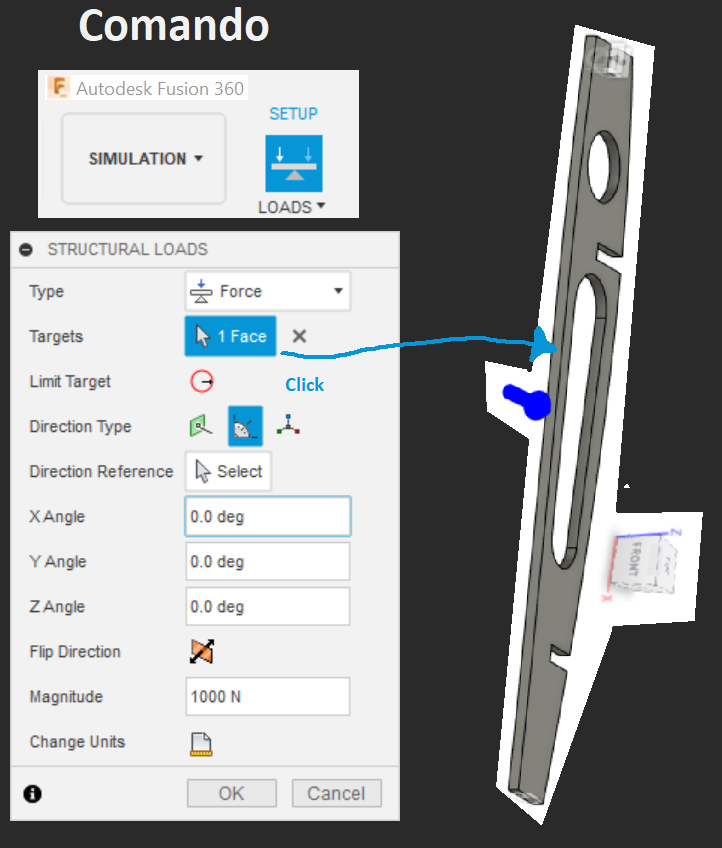 Comando
Autodesk Fusion 360
SETUP
SIMULATION
LOADS
STRUCTURAL LOADS
Type Force
Targets 1 Face
Limit Target
Click
Direction Type
Direction Reference Select
X Angle 0.0 deg
Y Angle 0.0 deg
Z Angle 0.0 deg
Flip Direction
Magnitude 1000 N
Change Units
OK Cancel
Z
FRONT
X